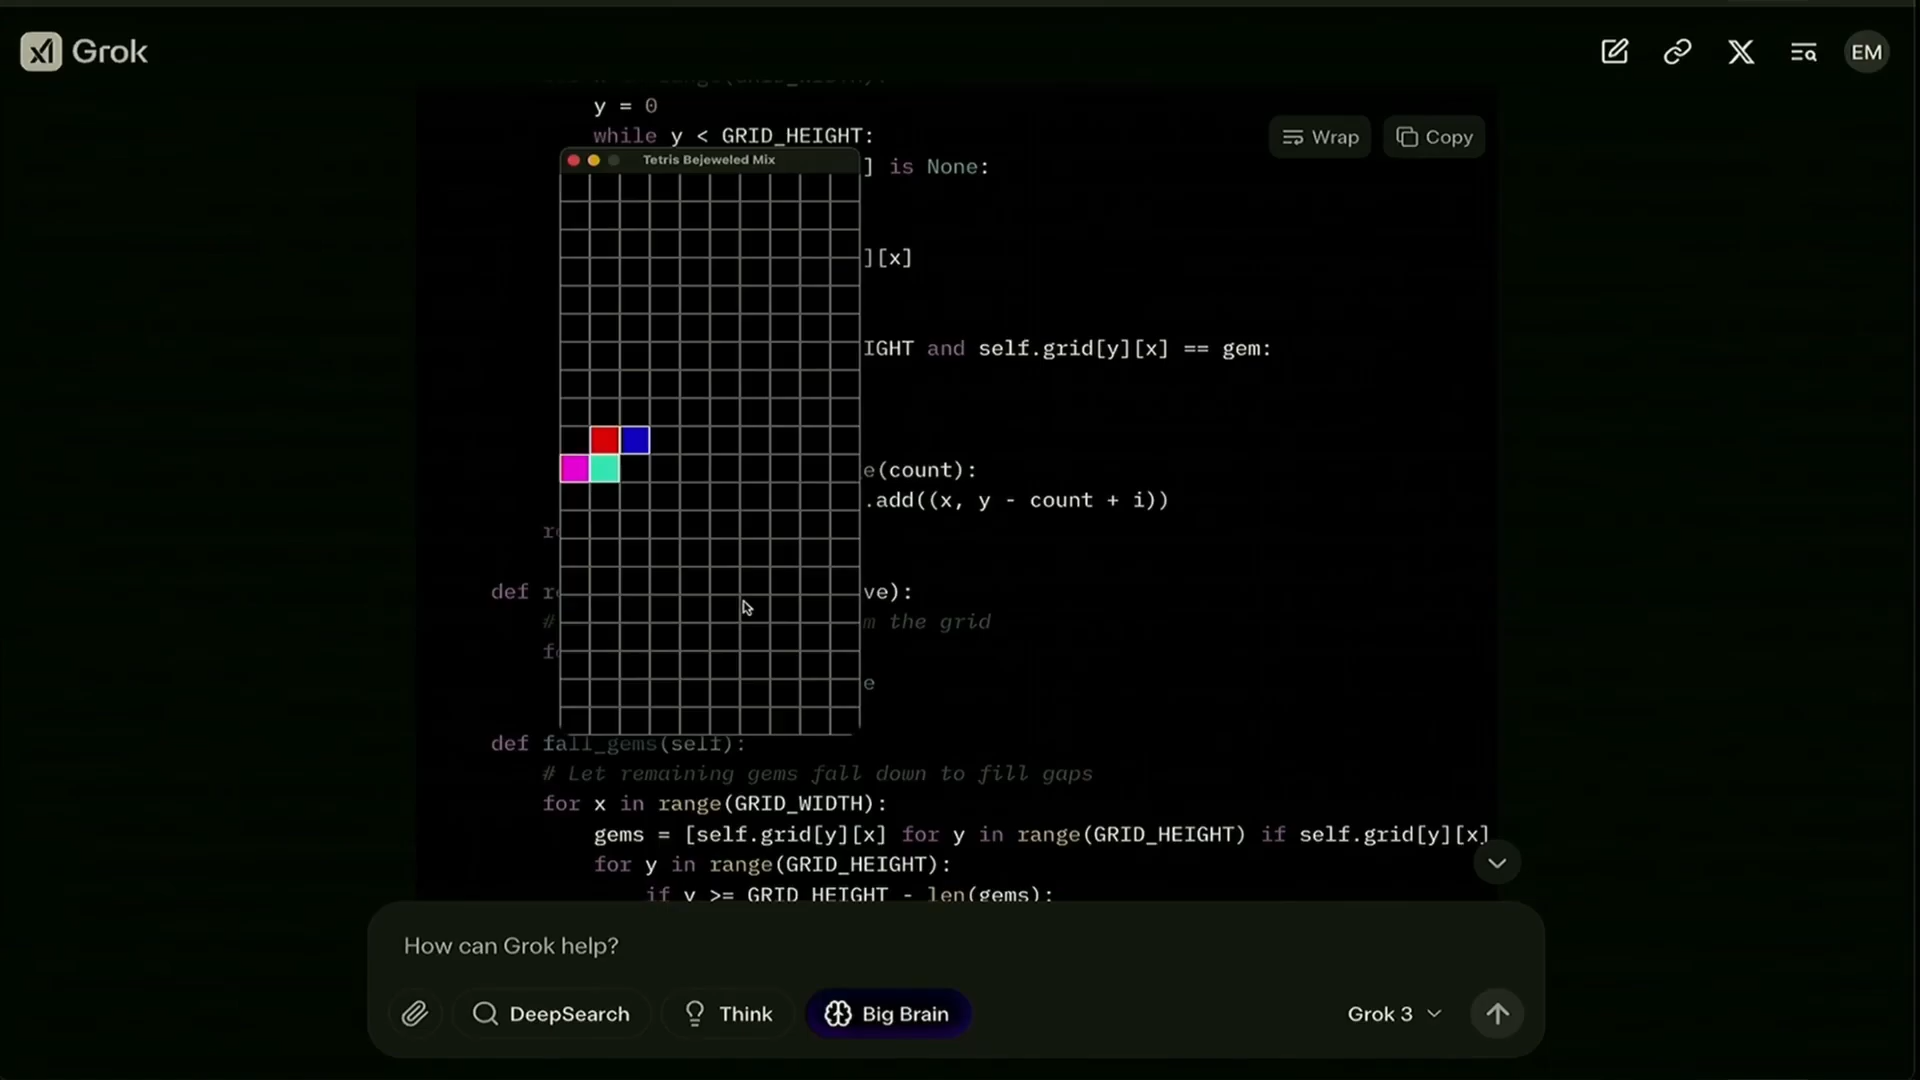 Grok
EM
y = 0
while y < GRID_HEIGHT:
Wrap
Copy
Tetris Bejeweled Mix
] is None:
][x]
IGHT and self.grid[y][x] == gem:
e(count):
.add((x, y - count + i))
def
ve):
# m the grid
e
def fall_gems(self):
# Let remaining gems fall down to fill gaps
for x in range(GRID_WIDTH):
gems = [self.grid[y][x] for y in range(GRID_HEIGHT) if self.grid[y][x]
for y in range(GRID_HEIGHT):
if y >= GRID_HEIGHT - len(gems):
How can Grok help?
DeepSearch
Think
Big Brain
Grok 3